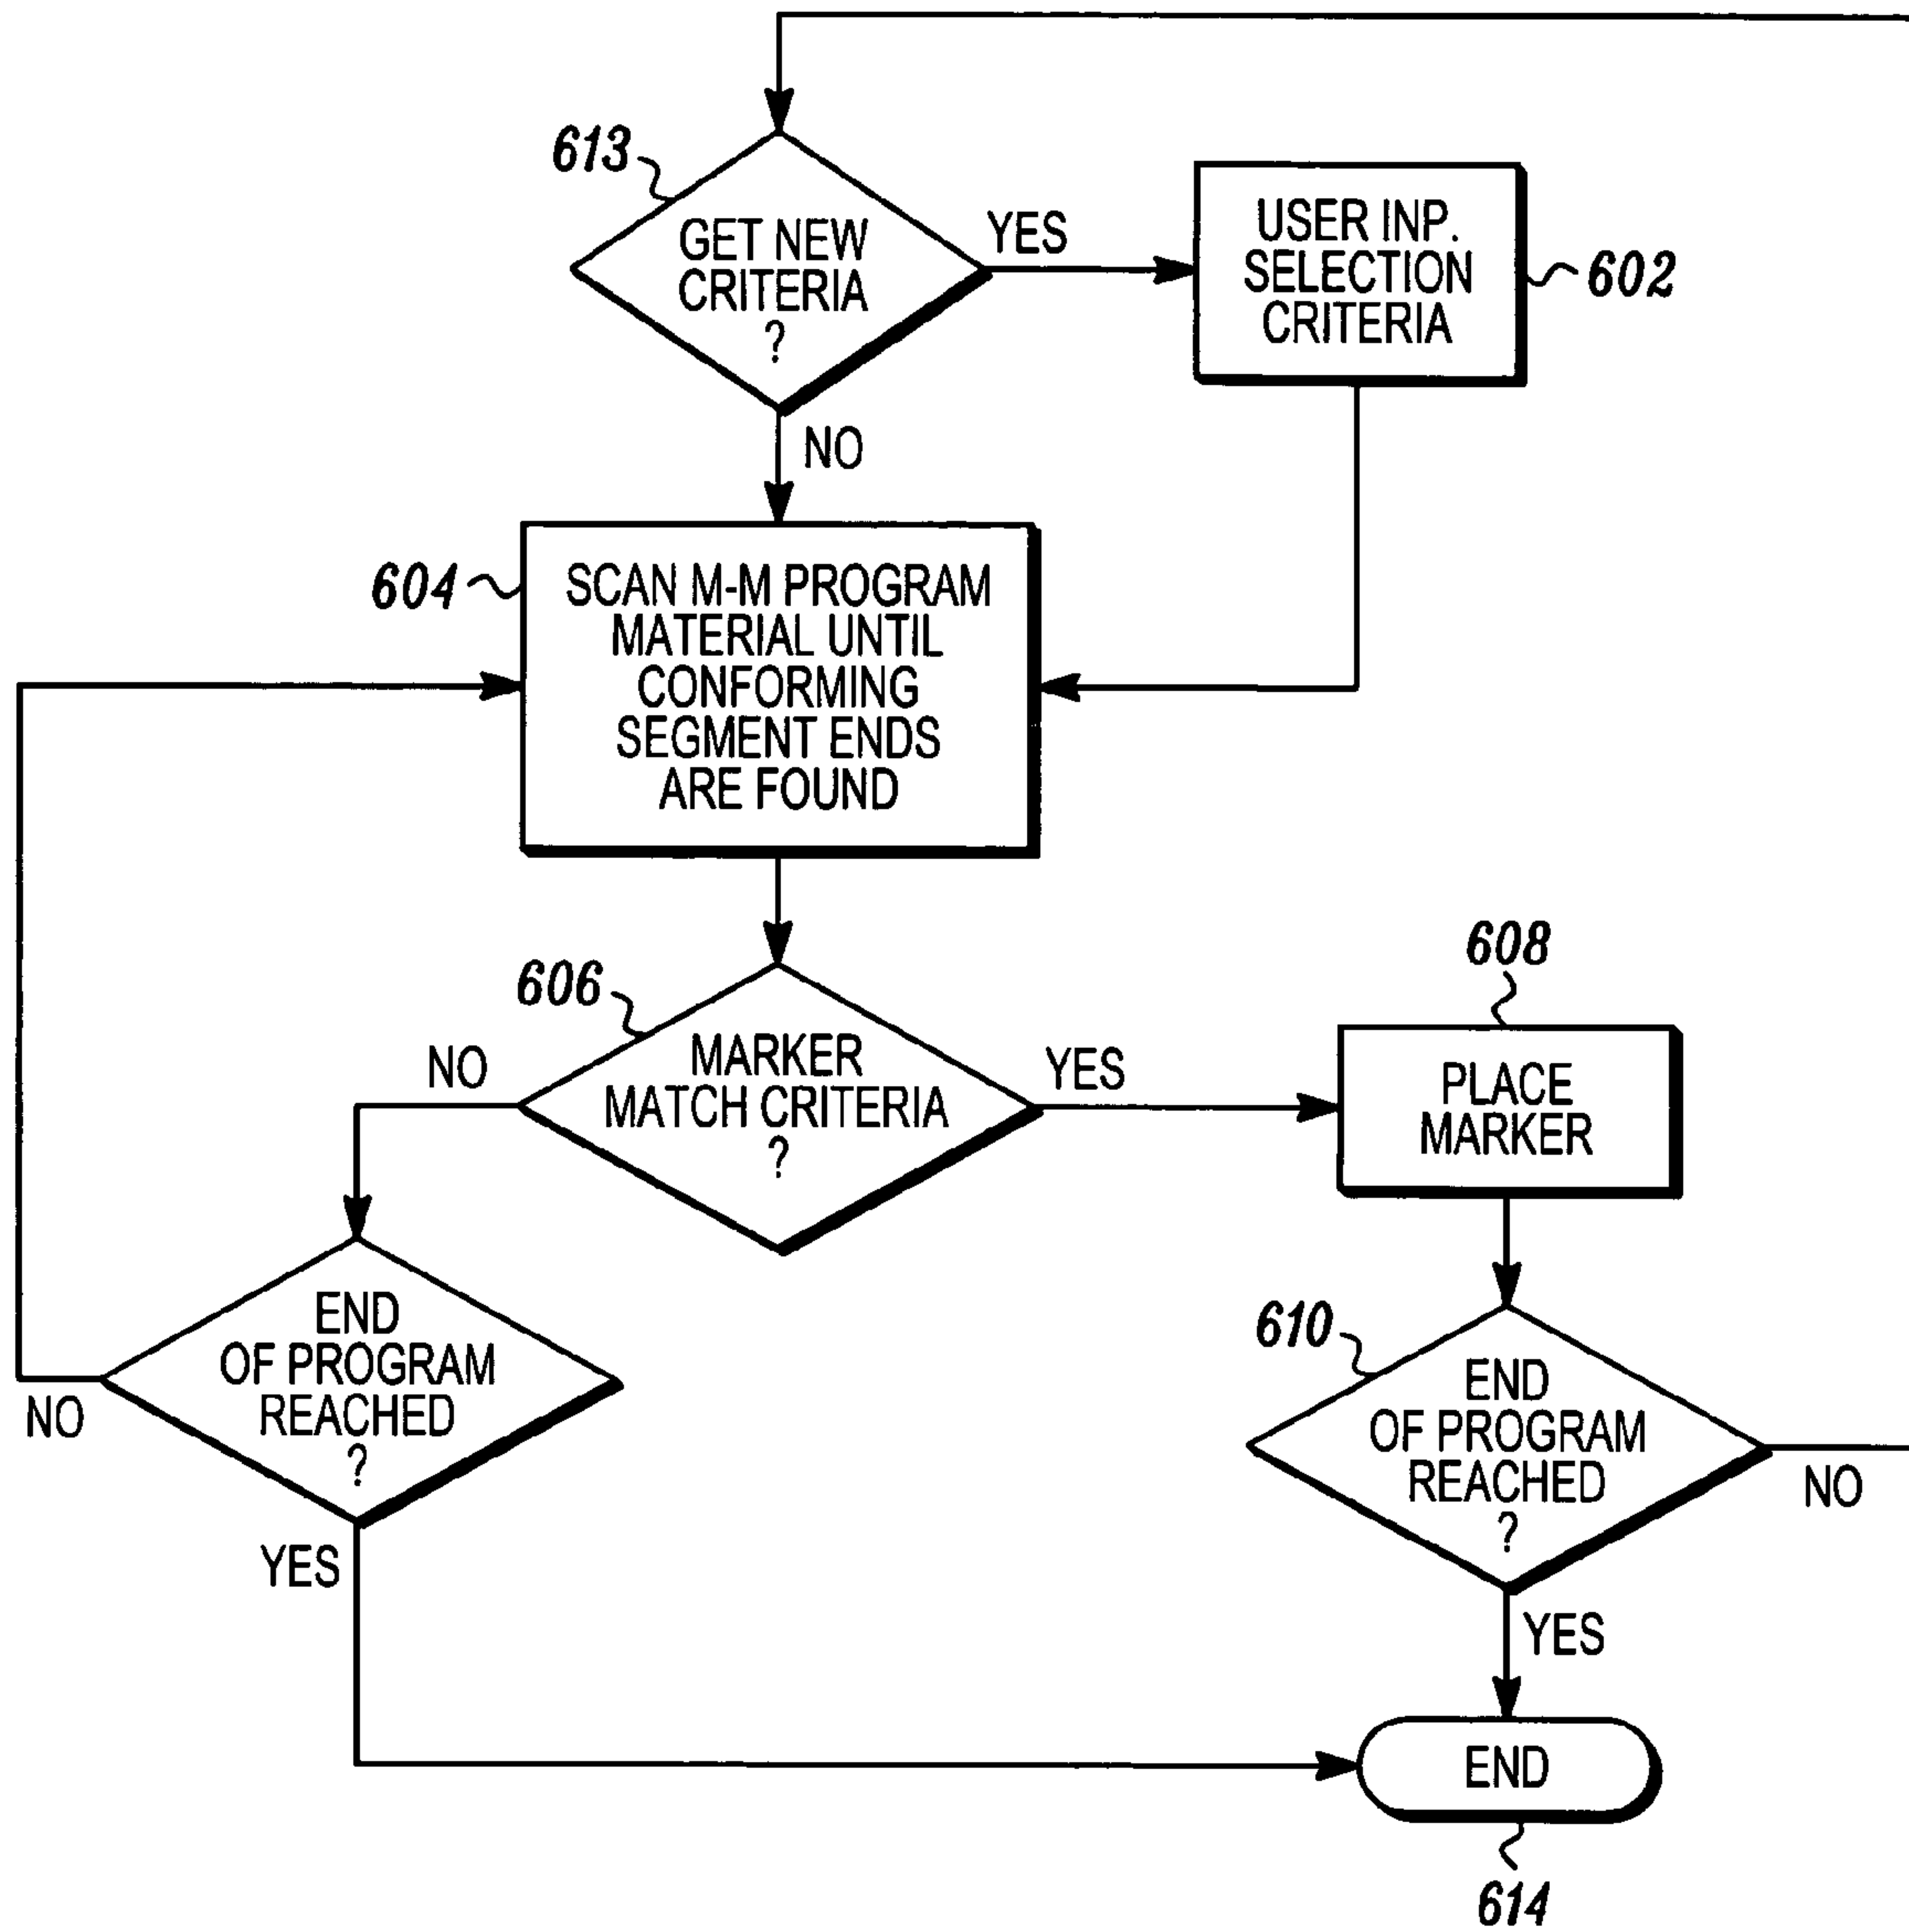 613
GET NEW
CRITERIA
?
YES
USER INP.
SELECTION
CRITERIA
602
NO
604
SCAN M-M PROGRAM
MATERIAL UNTIL
CONFORMING
SEGMENT ENDS
ARE FOUND
606
MARKER
MATCH CRITERIA
?
NO
YES
608
PLACE
MARKER
END
OF PROGRAM
REACHED
?
NO
YES
610
END
OF PROGRAM
REACHED
?
NO
YES
END
614